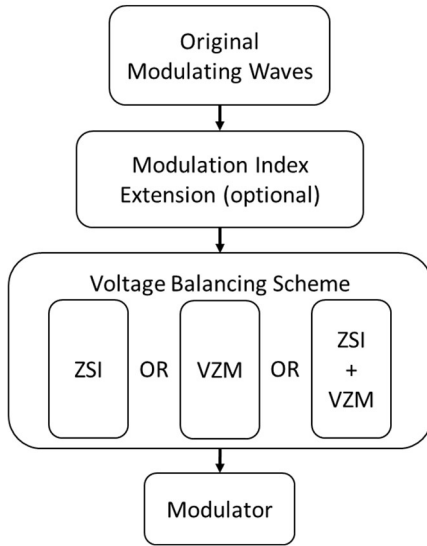 Original
Modulating Waves
Modulation Index
Extension (optional)
Voltage Balancing Scheme
ZSI OR VZM OR ZSI
+
VZM
Modulator